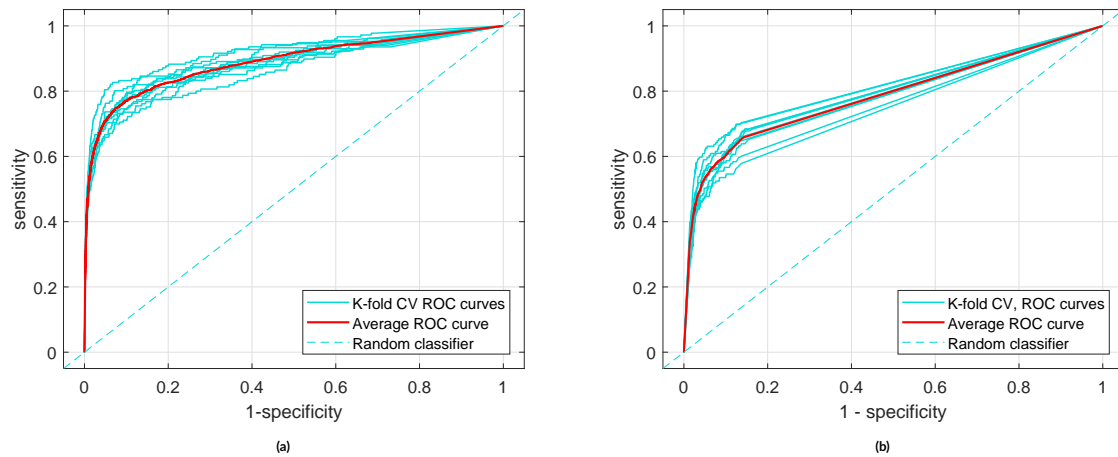 1
0.8
0.6
0.4
0.2
0
sensitivity
0 0.2 0.4 0.6 0.8 1
1-specificity
K-fold CV ROC curves
Average ROC curve
Random classifier
(a)
1
0.8
0.6
0.4
0.2
0
sensitivity
0 0.2 0.4 0.6 0.8 1
1 - specificity
K-fold CV, ROC curves
Average ROC curve
Random classifier
(b)